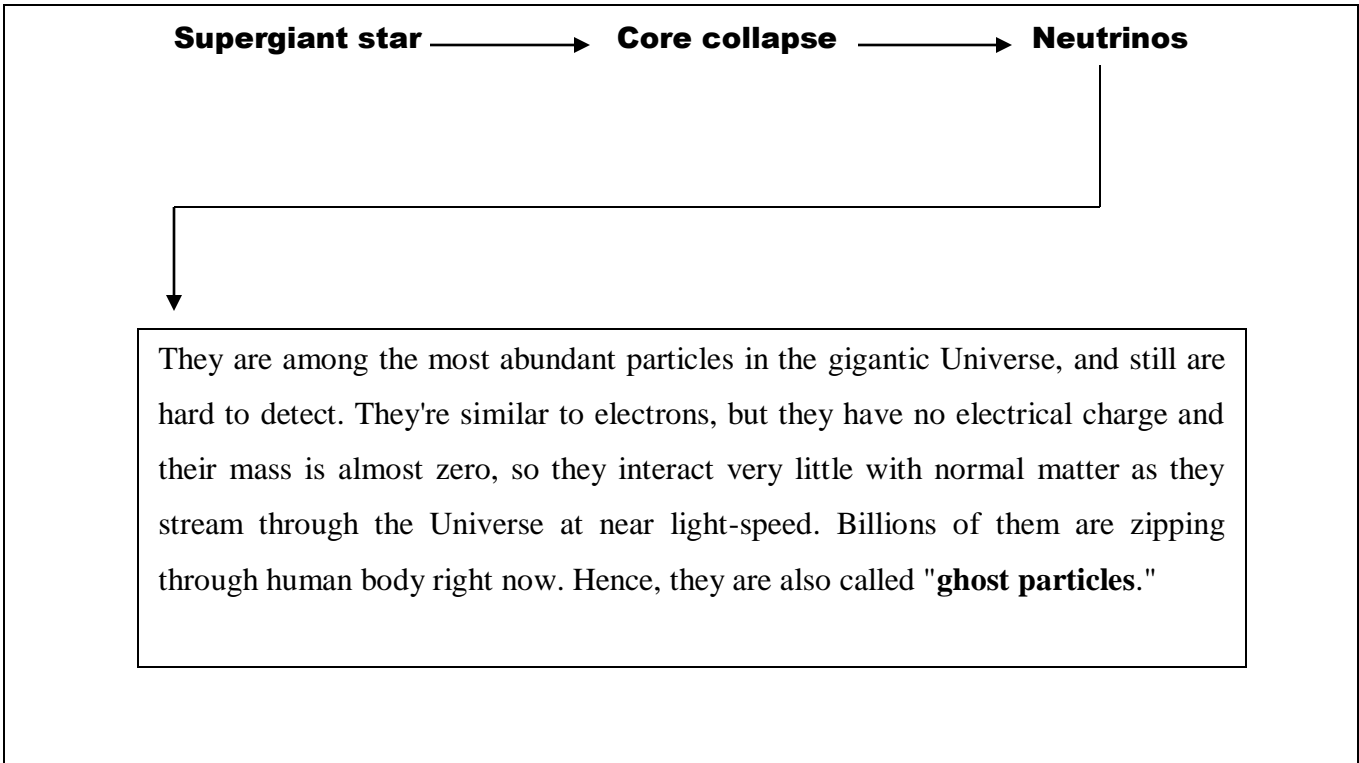 Supergiant star Core collapse Neutrinos
They are among the most abundant particles in the gigantic Universe, and still are
hard to detect. They're similar to electrons, but they have no electrical charge and
their mass is almost zero, so they interact very little with normal matter as they
stream through the Universe at near light-speed. Billions of them are zipping
through human body right now. Hence, they are also called "ghost particles."